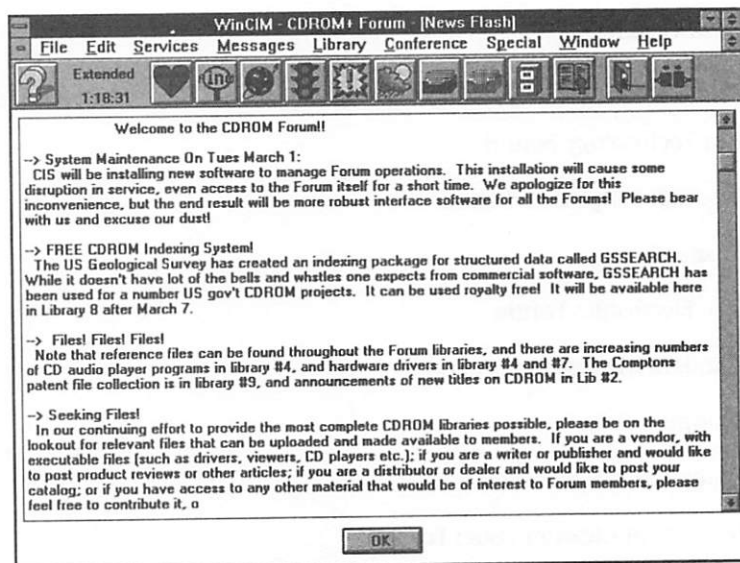 WinCIM - CDROM+ Forum - [News Flash]
File Edit Services Messages Library Conference Special Window Help
Extended
1:18:31
Welcome to the CDROM Forum!!
--> System Maintenance On Tues March 1:
CIS will be installing new software to manage Forum operations. This installation will cause some
disruption in service, even access to the Forum itself for a short time. We apologize for this
inconvenience, but the end result will be more robust interface software for all the Forums! Please bear
with us and excuse our dust!
--> FREE CDROM Indexing System!
The US Geological Survey has created an indexing package for structured data called GSSEARCH.
While it doesn't have lot of the bells and whstles one expects from commercial software, GSSEARCH has
been used for a number US gov't CDROM projects. It can be used royalty free! It will be available here
in Library 8 after March 7.
--> Files! Files! Files!
Note that reference files can be found throughout the Forum libraries, and there are increasing numbers
of CD audio player programs in library #4, and hardware drivers in library #4 and #7. The Comptons
patent file collection is in library #9, and announcements of new titles on CDROM in Lib #2.
--> Seeking Files!
In our continuing effort to provide the most complete CDROM libraries possible, please be on the
lookout for relevant files that can be uploaded and made available to members. If you are a vendor, with
executable files (such as drivers, viewers, CD players etc.); if you are a writer or publisher and would like
to post product reviews or other articles; if you are a distributor or dealer and would like to post your
catalog; or if you have access to any other material that would be of interest to Forum members, please
feel free to contribute it, o
OK